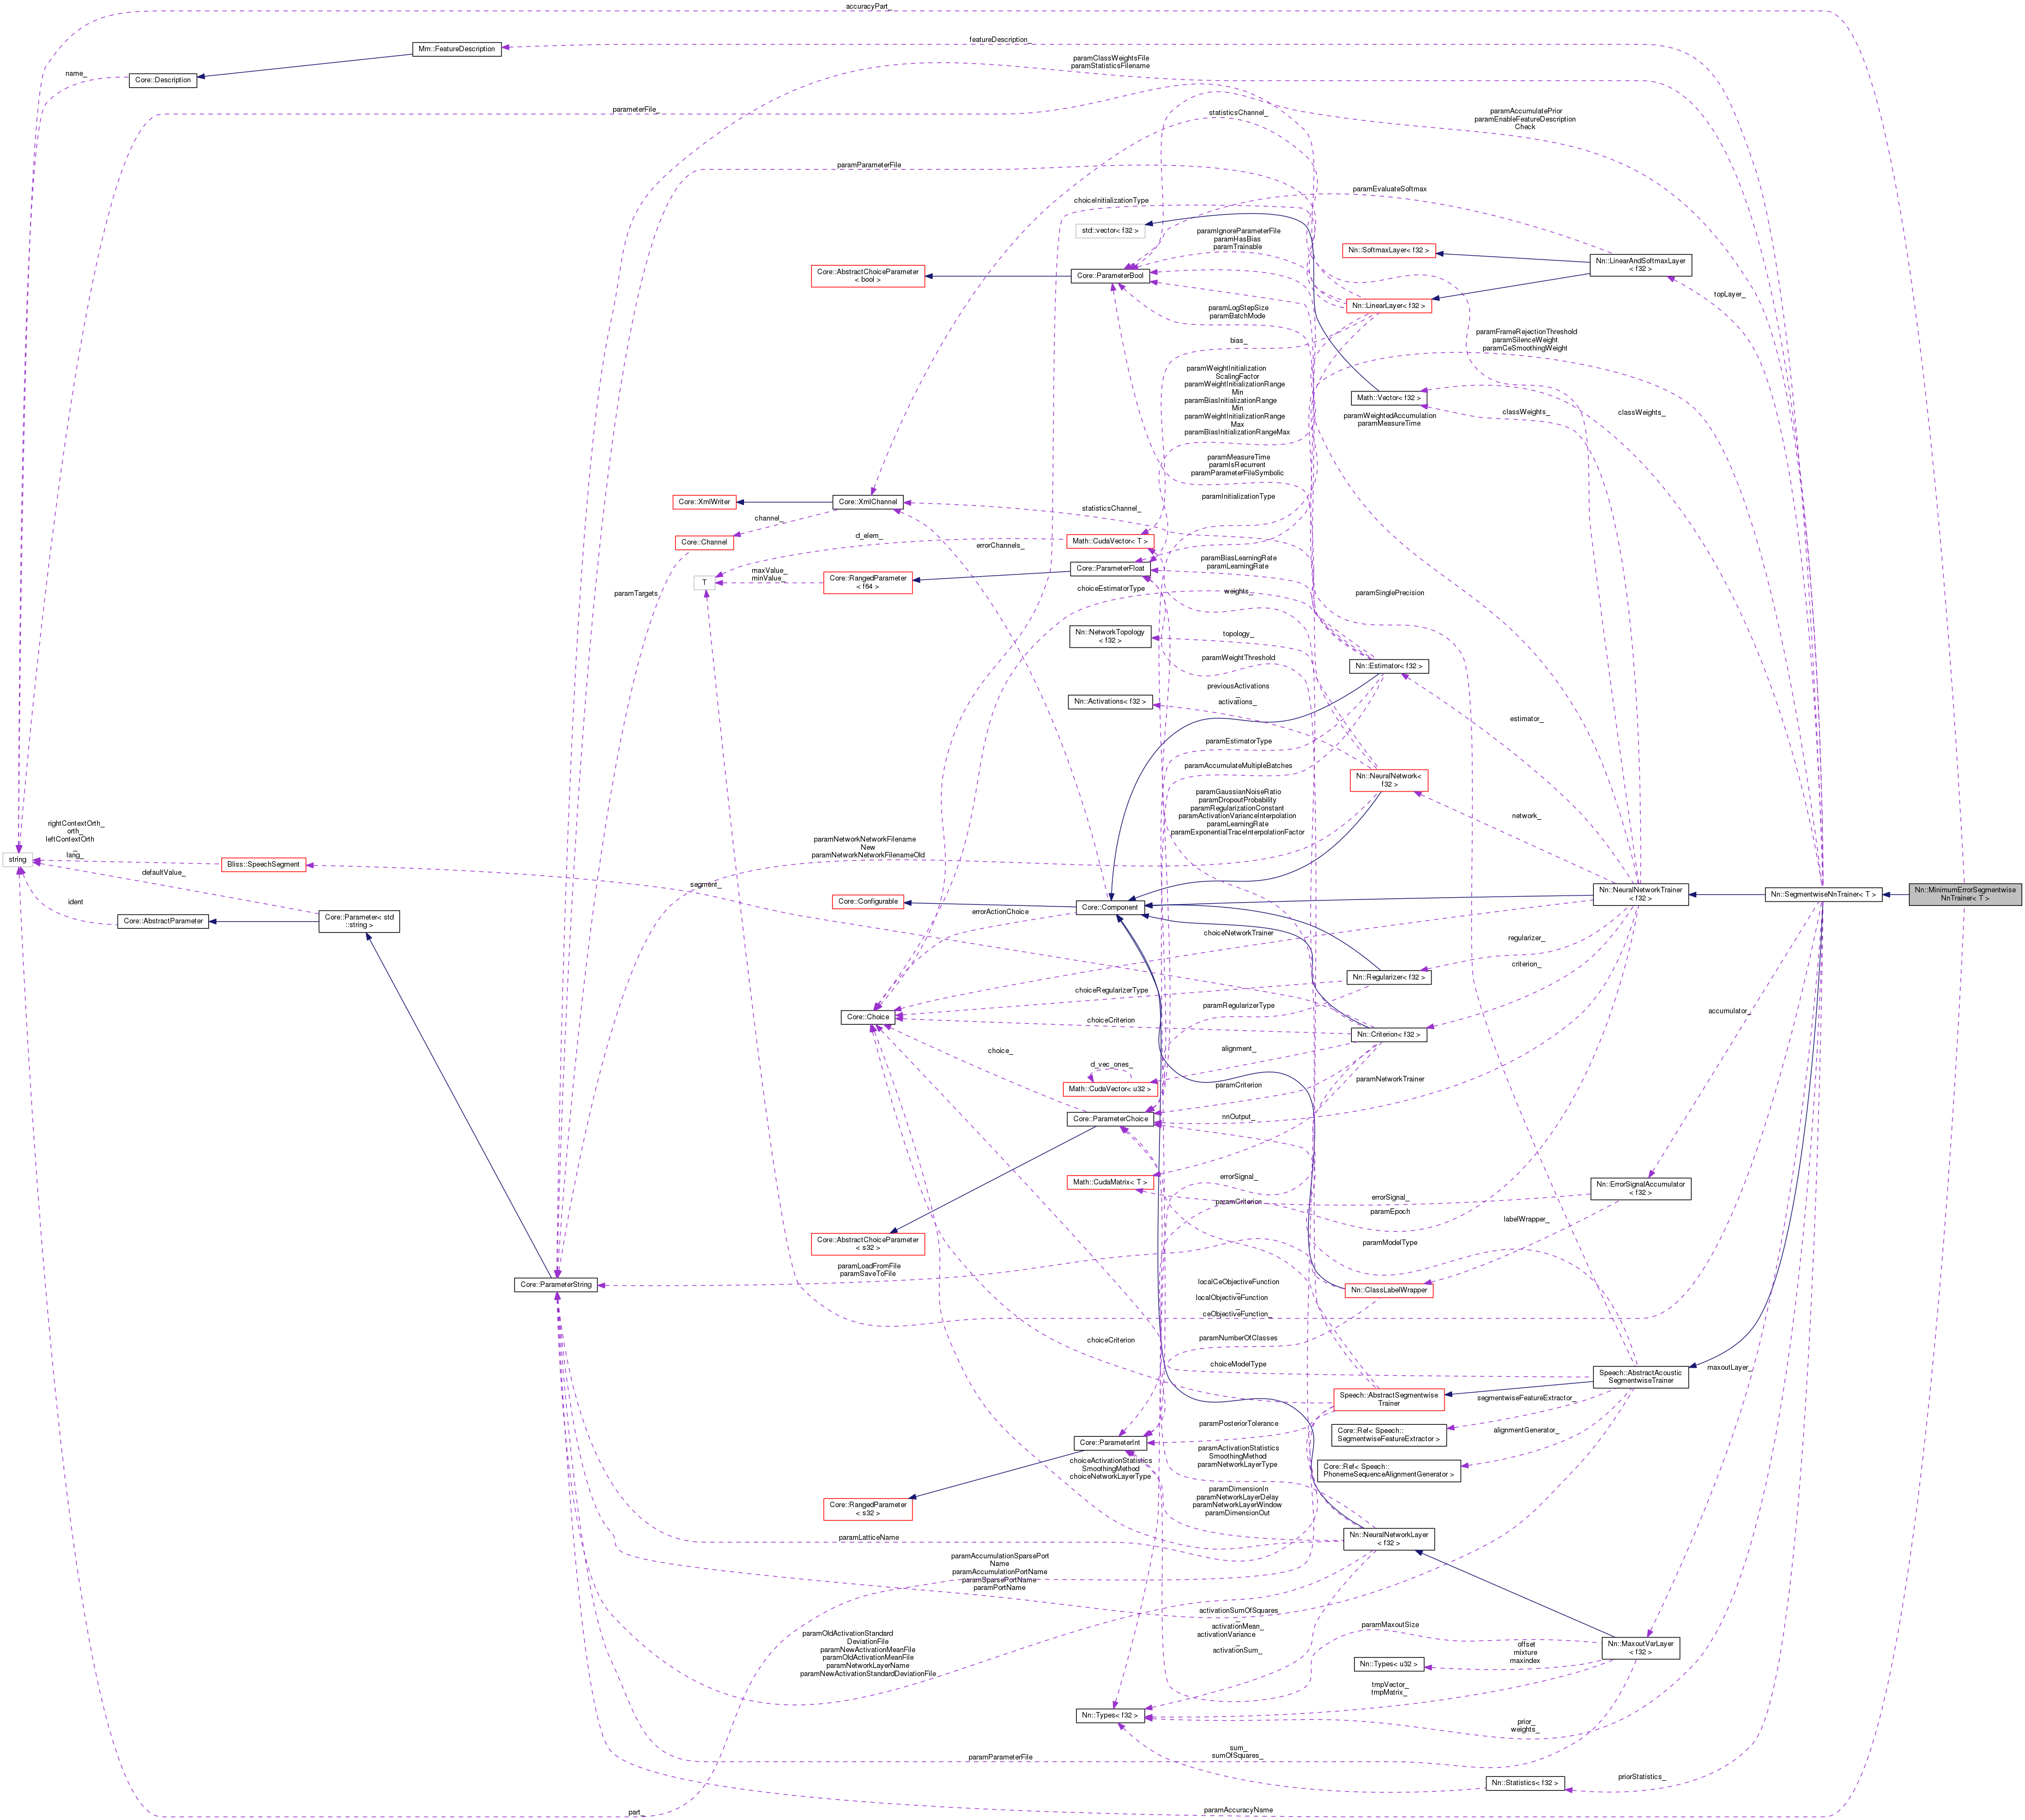 accuracyPart_
featureDescription_
Mm::FeatureDescription
name_
Core::Description
paramClassWeightsFile
paramStatisticsFilename
parameterFile_
statisticsChannel_
paramAccumulatePrior
paramEnableFeatureDescription
Check
paramParameterFile
paramEvaluateSoftmax
choiceInitializationType
std::vector< f32 >
paramIgnoreParameterFile
paramHasBias
paramTrainable
Nn::SoftmaxLayer< f32 >
Nn::LinearAndSoftmaxLayer
< f32 >
Core::AbstractChoiceParameter
< bool >
Core::ParameterBool
topLayer_
Nn::LinearLayer< f32 >
paramLogStepSize
paramBatchMode
bias_
paramFrameRejectionThreshold
paramSilenceWeight
paramCeSmoothingWeight
paramWeightInitialization
ScalingFactor
paramWeightInitializationRange
Min
paramBiasInitializationRange
Min
paramWeightInitializationRange
Max
paramBiasInitializationRangeMax
Math::Vector< f32 >
paramWeightedAccumulation
paramMeasureTime
classWeights_
classWeights_
paramMeasureTime
paramIsRecurrent
paramParameterFileSymbolic
paramInitializationType
Core::XmlWriter
Core::XmlChannel
statisticsChannel_
channel_
Core::Channel
d_elem_
Math::CudaVector< T >
errorChannels_
T
maxValue_
minValue_
Core::RangedParameter
< f64 >
Core::ParameterFloat
paramBiasLearningRate
paramLearningRate
paramTargets
choiceEstimatorType
weights_
paramSinglePrecision
Nn::NetworkTopology
< f32 >
topology_
paramWeightThreshold
Nn::Estimator< f32 >
Nn::Activations< f32 >
previousActivations
_
activations_
estimator_
paramEstimatorType
paramAccumulateMultipleBatches
Nn::NeuralNetwork<
f32 >
paramGaussianNoiseRatio
paramDropoutProbability
paramRegularizationConstant
paramActivationVarianceInterpolation
paramLearningRate
paramExponentialTraceInterpolationFactor
network_
rightContextOrth_
orth_
leftContextOrth
_
lang_
string
Bliss::SpeechSegment
paramNetworkNetworkFilename
New
paramNetworkNetworkFilenameOld
defaultValue_
segment_
ident
Core::AbstractParameter
Core::Parameter< std
::string >
Core::Configurable
Core::Component
errorActionChoice
Nn::NeuralNetworkTrainer
< f32 >
Nn::SegmentwiseNnTrainer< T >
Nn::MinimumErrorSegmentwise
NnTrainer< T >
choiceNetworkTrainer
regularizer_
criterion_
Nn::Regularizer< f32 >
choiceRegularizerType
paramRegularizerType
Core::Choice
choiceCriterion
Nn::Criterion< f32 >
accumulator_
choice_
alignment_
d_vec_ones_
Math::CudaVector< u32 >
paramCriterion
paramNetworkTrainer
Core::ParameterChoice
nnOutput_
Math::CudaMatrix< T >
errorSignal_
paramCriterion
errorSignal_
paramEpoch
Nn::ErrorSignalAccumulator
< f32 >
labelWrapper_
Core::AbstractChoiceParameter
< s32 >
paramModelType
paramLoadFromFile
paramSaveToFile
Core::ParameterString
localCeObjectiveFunction
_
localObjectiveFunction
_
ceObjectiveFunction_
Nn::ClassLabelWrapper
choiceCriterion
paramNumberOfClasses
choiceModelType
Speech::AbstractAcoustic
SegmentwiseTrainer
maxoutLayer_
Speech::AbstractSegmentwise
Trainer
segmentwiseFeatureExtractor_
Core::Ref< Speech::
SegmentwiseFeatureExtractor >
paramPosteriorTolerance
alignmentGenerator_
Core::ParameterInt
Core::Ref< Speech::
PhonemeSequenceAlignmentGenerator >
choiceActivationStatistics
SmoothingMethod
choiceNetworkLayerType
paramActivationStatistics
SmoothingMethod
paramNetworkLayerType
Core::RangedParameter
< s32 >
paramDimensionIn
paramNetworkLayerDelay
paramNetworkLayerWindow
paramDimensionOut
paramLatticeName
Nn::NeuralNetworkLayer
< f32 >
paramAccumulationSparsePort
Name
paramAccumulationPortName
paramSparsePortName
paramPortName
activationSumOfSquares
_
activationMean_
activationVariance
_
activationSum_
paramMaxoutSize
Nn::MaxoutVarLayer
< f32 >
paramOldActivationStandard
DeviationFile
paramNewActivationMeanFile
paramOldActivationMeanFile
paramNetworkLayerName
paramNewActivationStandardDeviationFile
offset
mixture
maxindex
Nn::Types< u32 >
tmpVector_
tmpMatrix_
Nn::Types< f32 >
prior_
weights_
paramParameterFile
sum_
sumOfSquares_
Nn::Statistics< f32 >
priorStatistics_
part_
paramAccuracyName